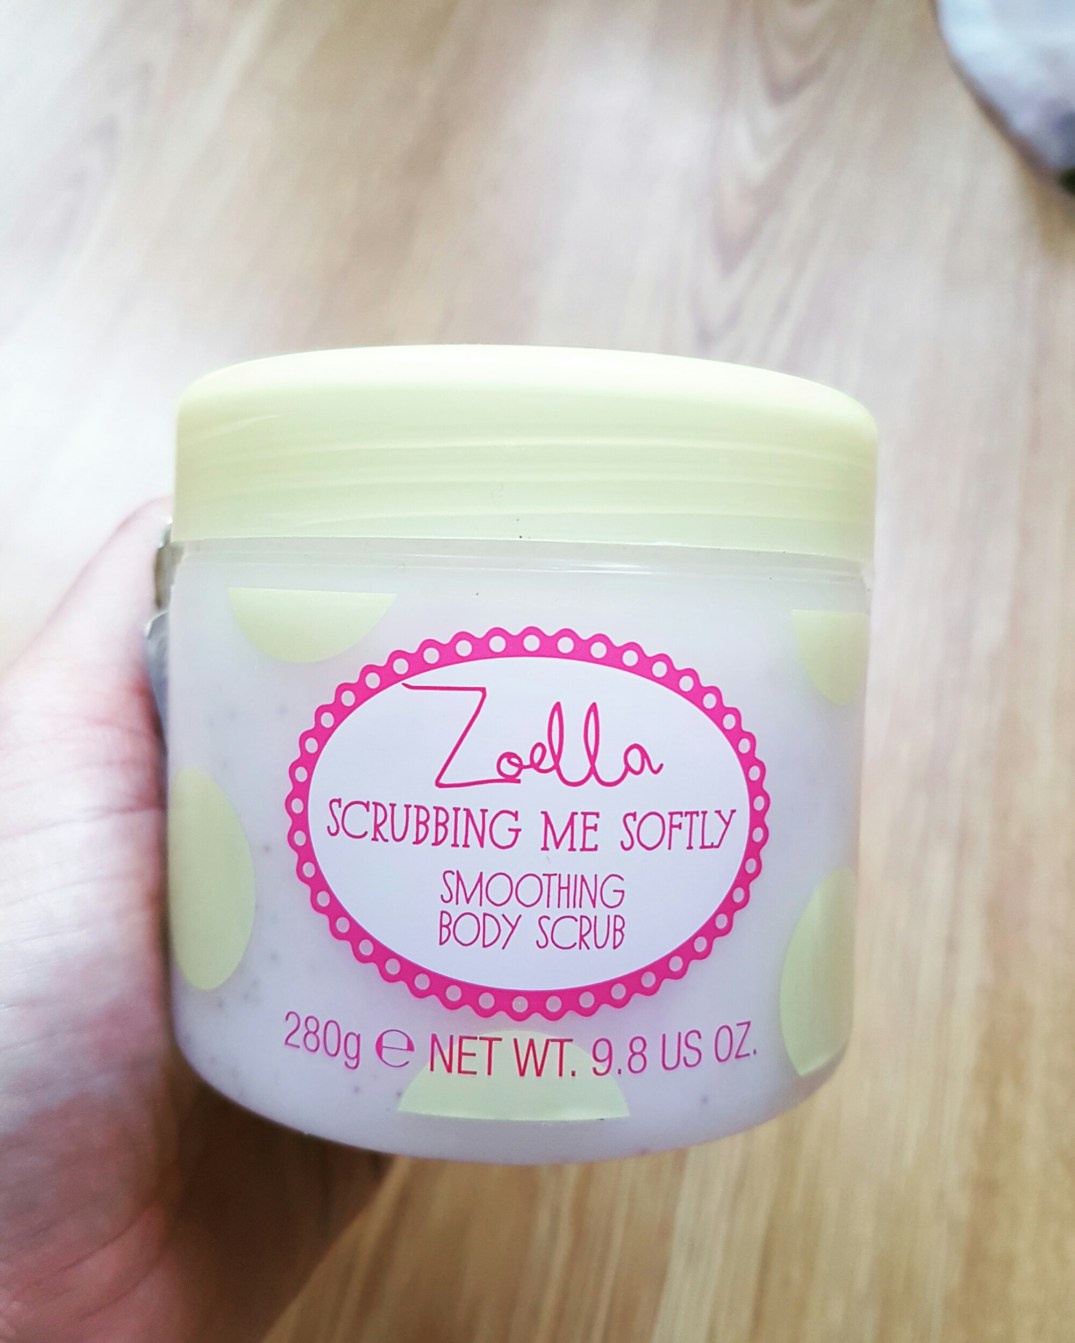 Zoella
SCRUBBING ME SOFTLY
SMOOTHING
BODY SCRUB
280g ℮ NET WT. 9.8 US OZ.